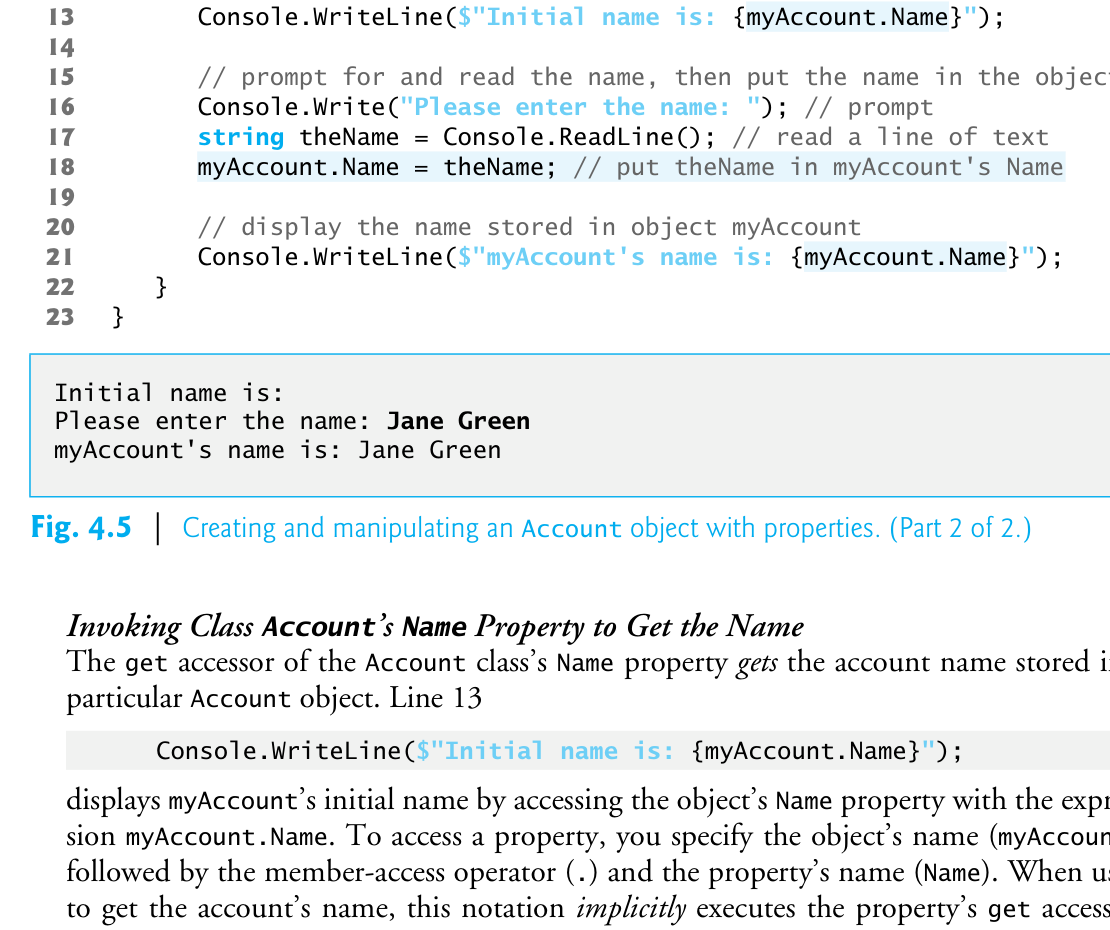 13 Console.WriteLine($"Initial name is: {myAccount.Name}");
14
15 // prompt for and read the name, then put the name in the
16 Console.Write("Please enter the name: "); // prompt
17 string theName = Console.ReadLine(); // read a line of text
18 myAccount.Name = theName; // put theName in myAccount's Name
19
20 // display the name stored in object myAccount
21 Console.WriteLine($"myAccount's name is: {myAccount.Name}");
22 }
23 }
Initial name is:
Please enter the name: Jane Green
myAccount's name is: Jane Green
Fig. 4.5 | Creating and manipulating an Account object with properties. (Part 2 of 2.)
Invoking Class Account's Name Property to Get the Name
The get accessor of the Account class's Name property gets the account name stored
particular Account object. Line 13
Console.WriteLine($"Initial name is: {myAccount.Name}");
displays myAccount's initial name by accessing the object's Name property with the
sion myAccount.Name. To access a property, you specify the object's name
followed by the member-access operator (.) and the property's name (Name). When
to get the account's name, this notation implicitly executes the property's get